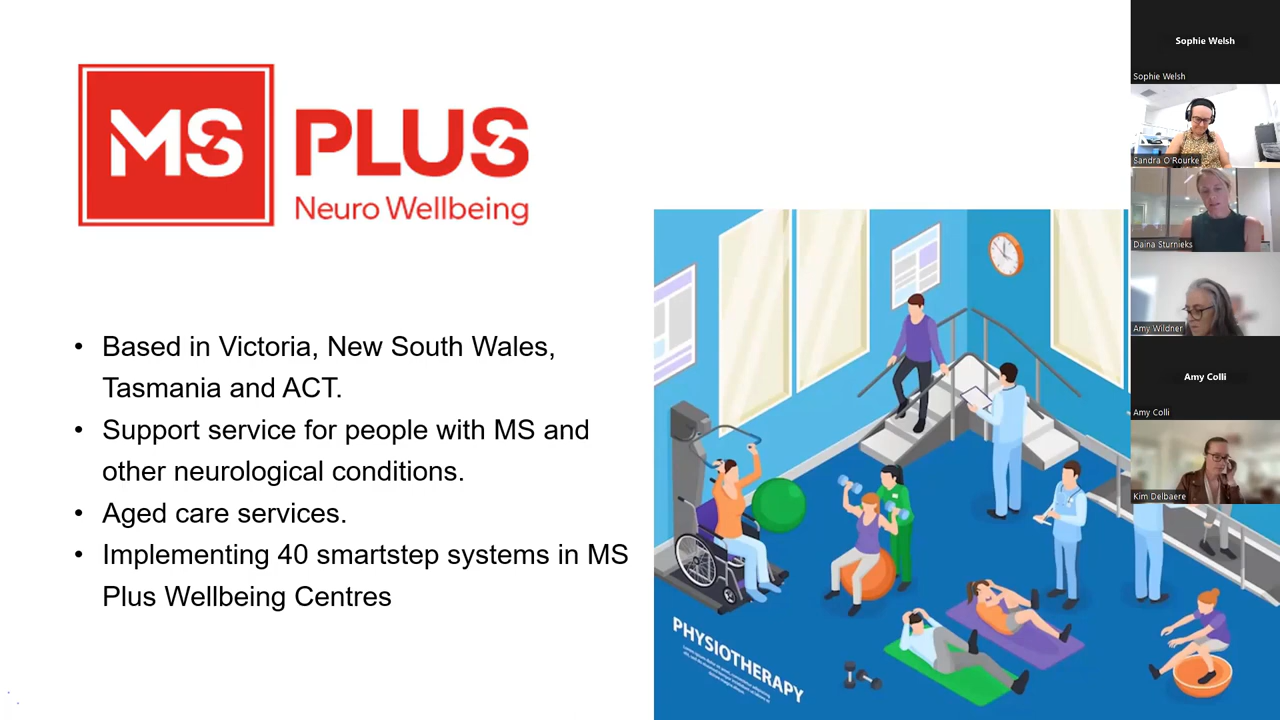 MS PLUS
Neuro Wellbeing
• Based in Victoria, New South Wales,
Tasmania and ACT.
• Support service for people with MS and
other neurological conditions.
• Aged care services.
• Implementing 40 smartstep systems in MS
Plus Wellbeing Centres
PHYSIOTHERAPY
Sophie Welsh
Sophie Welsh
Sandra O'Rourke
Daina Sturnieks
Amy Wildner
Amy Colli
Amy Colli
Kim Delbaere